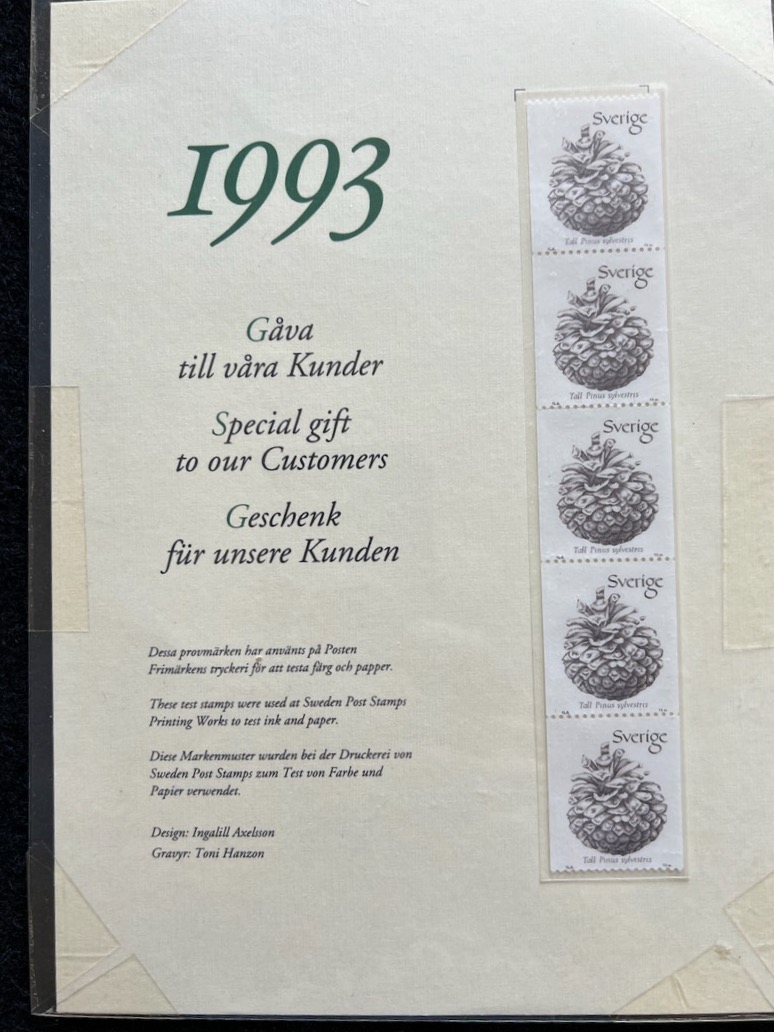 1993
Gåva
till våra Kunder
Special gift
to our Customers
Geschenk
für unsere Kunden
Dessa provmärken har använts på Posten
Frimärkens tryckeri för att testa färg och papper.
These test stamps were used at Sweden Post Stamps
Printing Works to test ink and paper.
Diese Markenmuster wurden bei der Druckerei von
Sweden Post Stamps zum Test von Farbe und
Papier verwendet.
Design: Ingalill Axelsson
Gravyr: Toni Hanzon
Sverige
Tall Pinus sylvestris
Sverige
Tall Pinus sylvestris
Sverige
Tall Pinus sylvestris
Sverige
Tall Pinus sylvestris
Sverige
Tall Pinus sylvestris